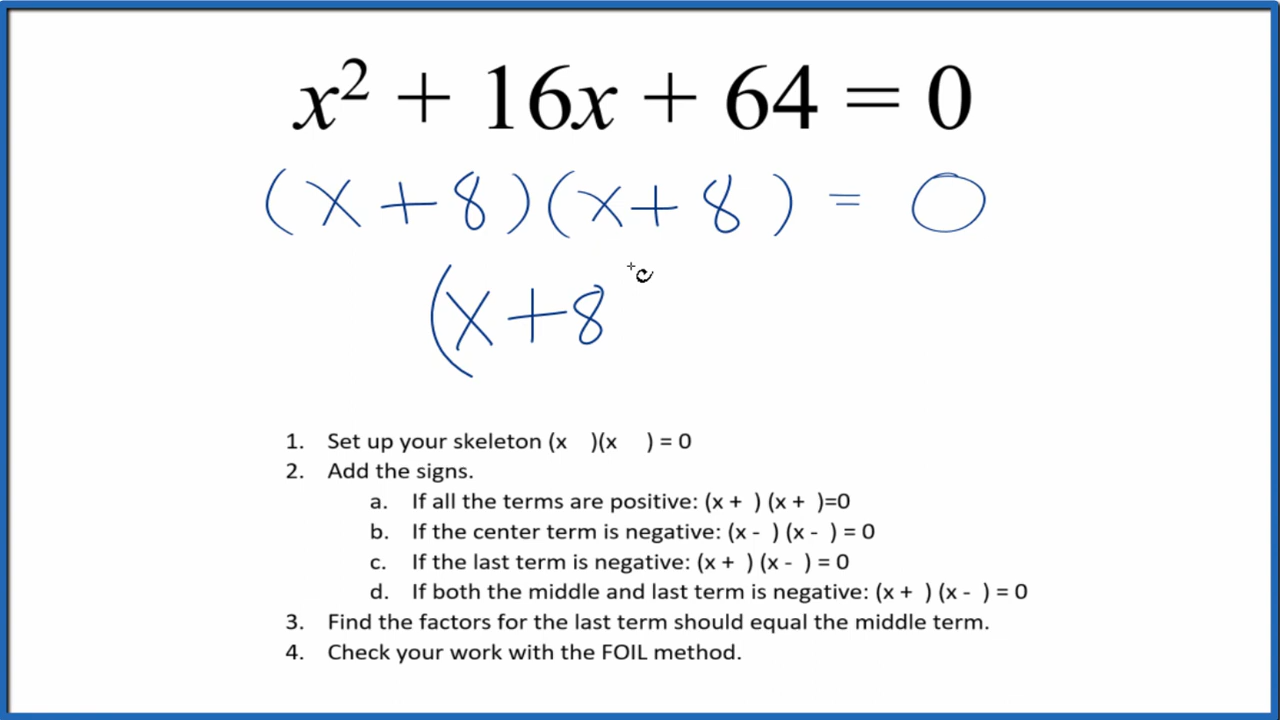 x² + 16x + 64 = 0
(x+8)(x+8) = 0
(x+8
1. Set up your skeleton (x   )(x   ) = 0
2. Add the signs.
a. If all the terms are positive: (x +  ) (x +  )=0
b. If the center term is negative: (x -  ) (x -  ) = 0
c. If the last term is negative: (x +  ) (x -  ) = 0
d. If both the middle and last term is negative: (x +  ) (x -  ) = 0
3. Find the factors for the last term should equal the middle term.
4. Check your work with the FOIL method.